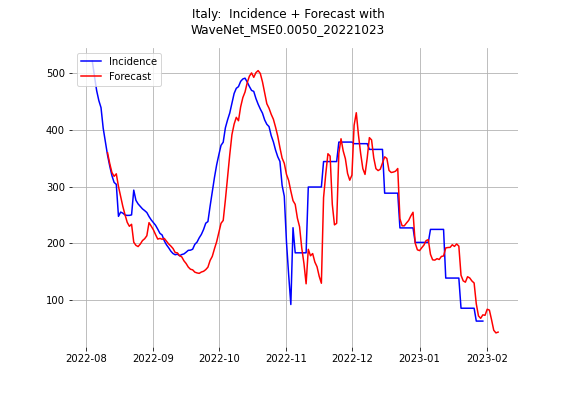 Italy:  Incidence + Forecast with
WaveNet_MSE0.0050_20221023
Incidence
Forecast
500
400
300
200
100
2022-08 2022-09 2022-10 2022-11 2022-12 2023-01 2023-02